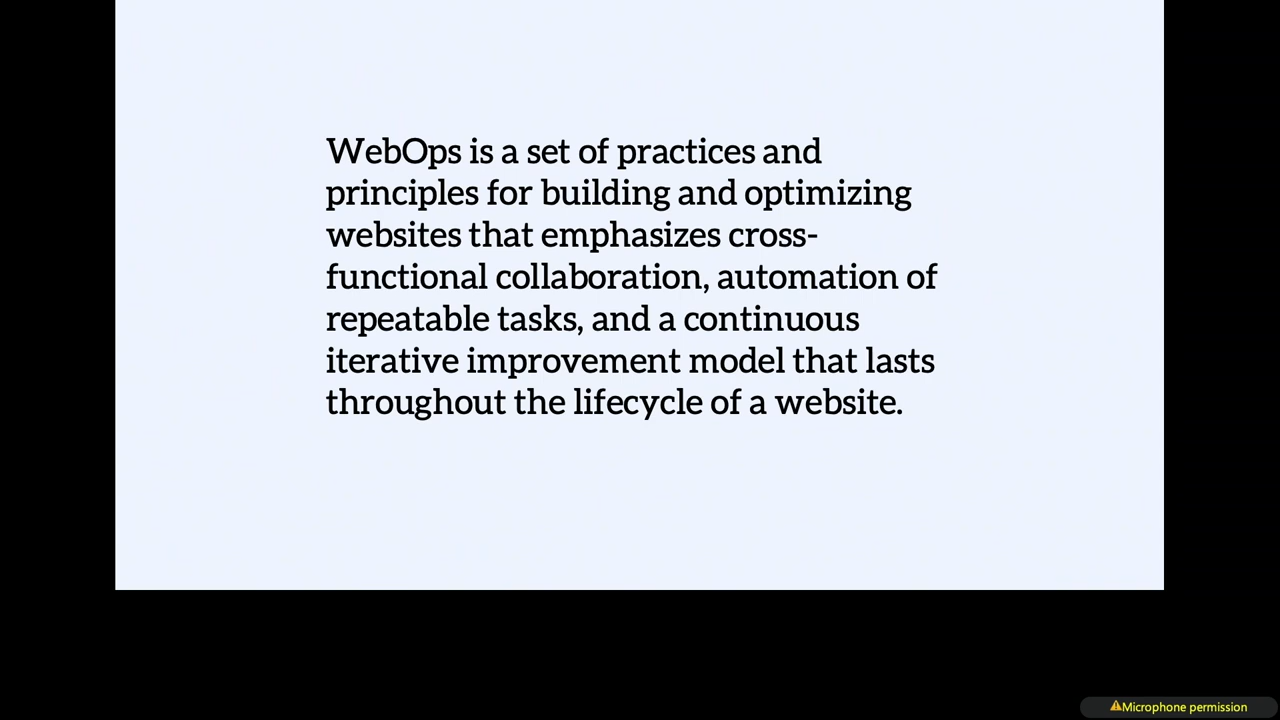 WebOps is a set of practices and
principles for building and optimizing
websites that emphasizes cross-
functional collaboration, automation of
repeatable tasks, and a continuous
iterative improvement model that lasts
throughout the lifecycle of a website.
Microphone permission